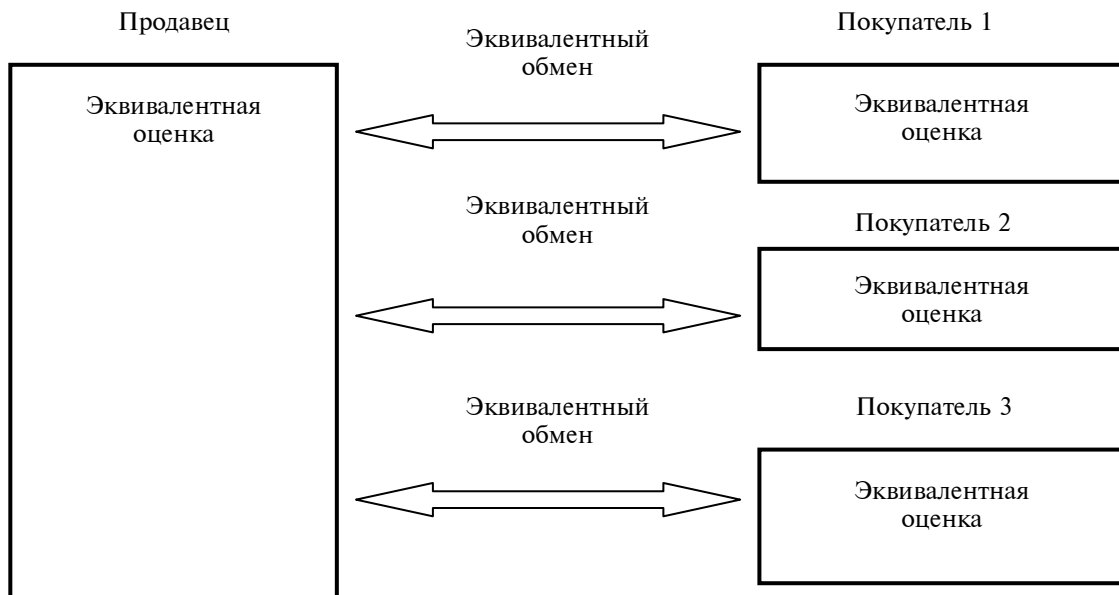 Продавец
Эквивалентная
оценка
Эквивалентный
обмен
Покупатель 1
Эквивалентная
оценка
Эквивалентный
обмен
Покупатель 2
Эквивалентная
оценка
Эквивалентный
обмен
Покупатель 3
Эквивалентная
оценка